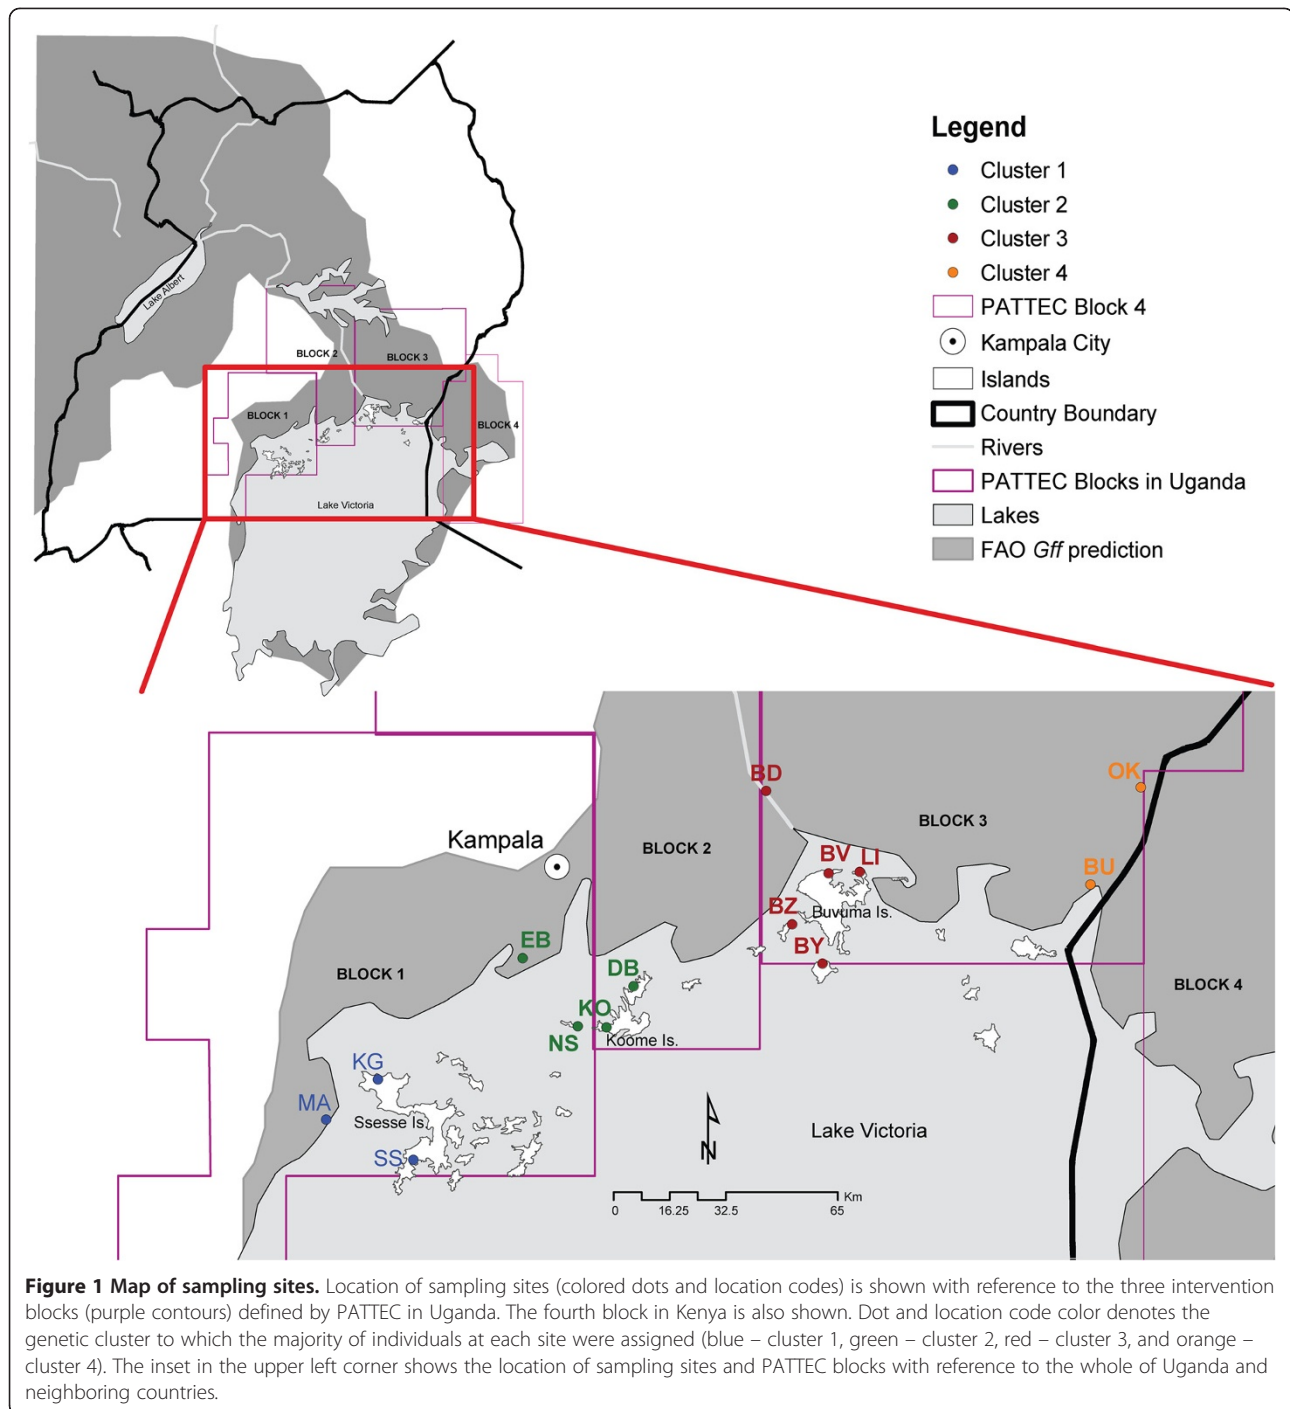 Legend
Cluster 1
Cluster 2
Cluster 3
Cluster 4
PATTEC Block 4
Kampala City
Islands
Country Boundary
Rivers
PATTEC Blocks in Uganda
Lakes
FAO Gff prediction
Lake Albert
BLOCK 2
BLOCK 3
BLOCK 1
BLOCK 4
Lake Victoria
BD
OK
Kampala
BLOCK 2
BLOCK 3
BV LI
BU
BZ
Buvuma Is.
EB
BY
BLOCK 1
DB
BLOCK 4
KO
NS
Koome Is.
KG
MA
Ssesse Is.
Lake Victoria
SS
N
Km
0 16.25 32.5 65
Figure 1 Map of sampling sites. Location of sampling sites (colored dots and location codes) is shown with reference to the three intervention
blocks (purple contours) defined by PATTEC in Uganda. The fourth block in Kenya is also shown. Dot and location code color denotes the
genetic cluster to which the majority of individuals at each site were assigned (blue – cluster 1, green – cluster 2, red – cluster 3, and orange –
cluster 4). The inset in the upper left corner shows the location of sampling sites and PATTEC blocks with reference to the whole of Uganda and
neighboring countries.